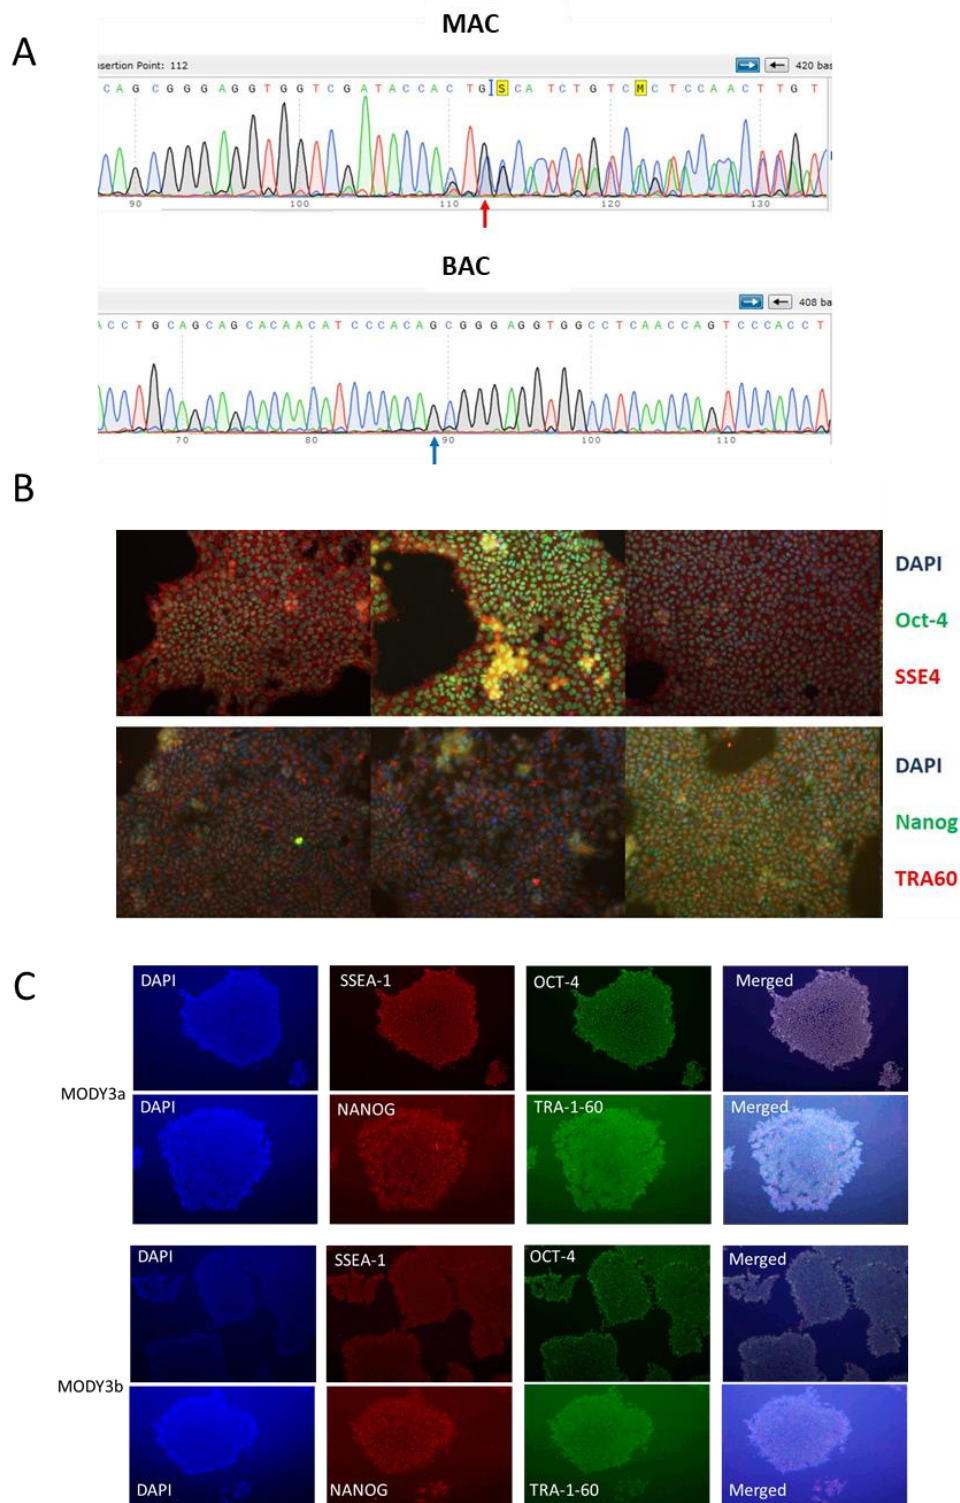 MAC
A
nsertion Point: 112
420 bas
C A G C G G G A G G T G G T C G A T A C C A C T G S C A T C T G T C M C T C C A A C T T G T
90 100 110 120 130
BAC
408 ba
A C C T G C A G C A G C A C A A C A T C C C A C A G C G G G A G G T G G C C T C A A C C A G T C C C A C C T
70 80 90 100 110
B
DAPI
Oct-4
SSE4
DAPI
Nanog
TRA60
C
DAPI SSEA-1 OCT-4 Merged
MODY3a
DAPI NANOG TRA-1-60 Merged
DAPI SSEA-1 OCT-4 Merged
MODY3b
DAPI NANOG TRA-1-60 Merged